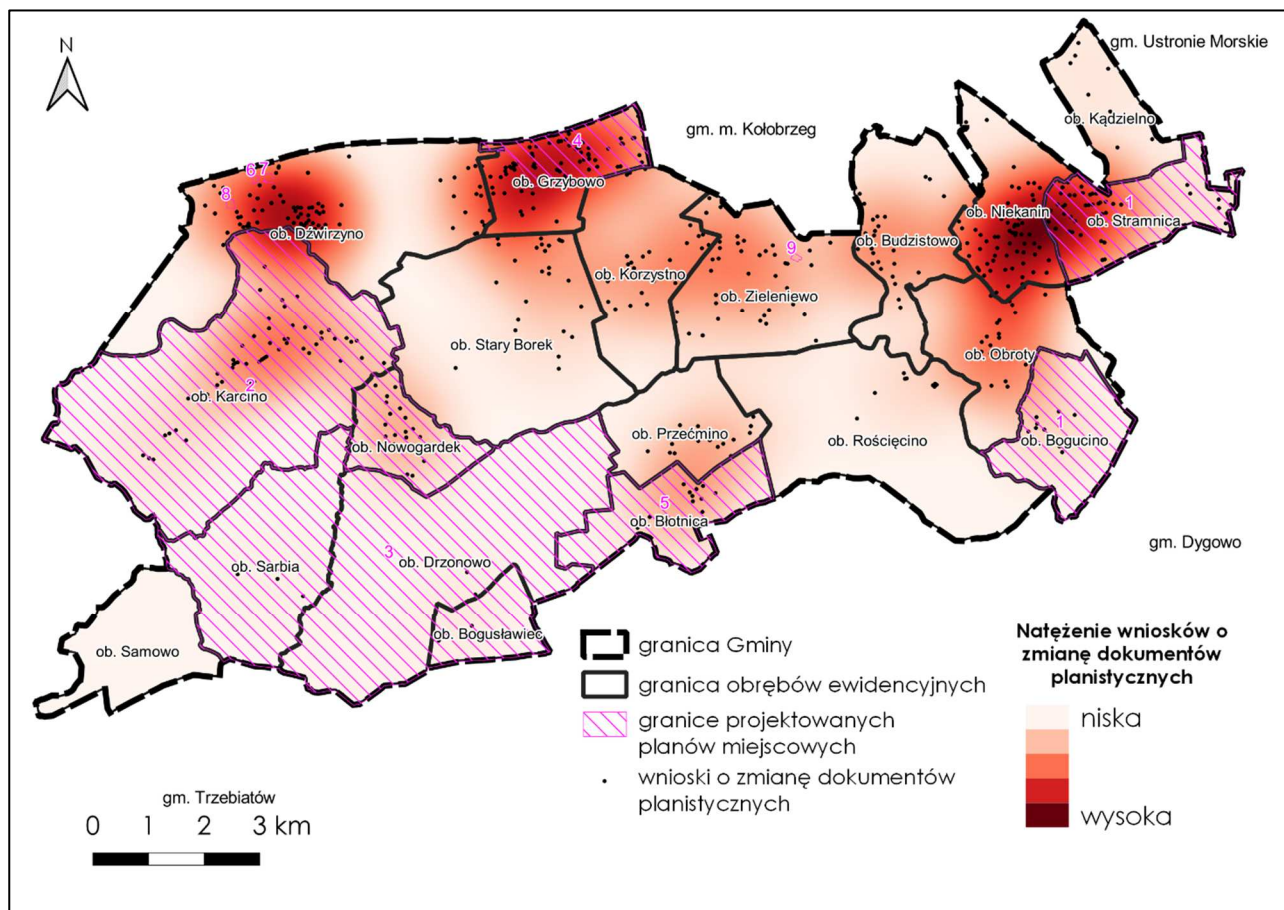 N
gm. Ustronie Morskie
ob. Kądzielno
gm. m. Kołobrzeg
4
ob. Grzybowo
6 7
8
ob. Dźwirzyno
1
ob. Niekanin
ob. Stramnica
ob. Budzistowo
9
ob. Korzystno
ob. Zieleniewo
ob. Stary Borek
ob. Obroty
2
ob. Karcino
ob. Nowogardek
ob. Przećmino
ob. Rościęcino
1
ob. Bogucino
5
ob. Błotnica
3
ob. Drzonowo
ob. Sarbia
gm. Dygowo
ob. Bogusławiec
ob. Samowo
gm. Trzebiatów
0 1 2 3 km
granica Gminy
granica obrębów ewidencyjnych
granice projektowanych
planów miejscowych
wnioski o zmianę dokumentów
planistycznych
Natężenie wniosków o
zmianę dokumentów
planistycznych
niska
wysoka